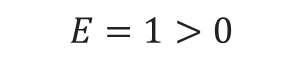 E = 1 > 0